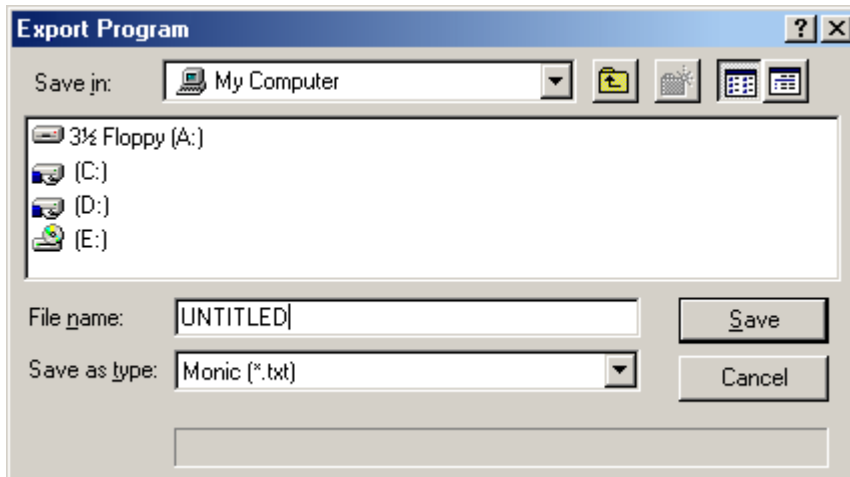 Export Program
Save in: My Computer
3½ Floppy (A:)
(C:)
(D:)
(E:)
File name: UNTITLED Save
Save as type: Monic (*.txt) Cancel